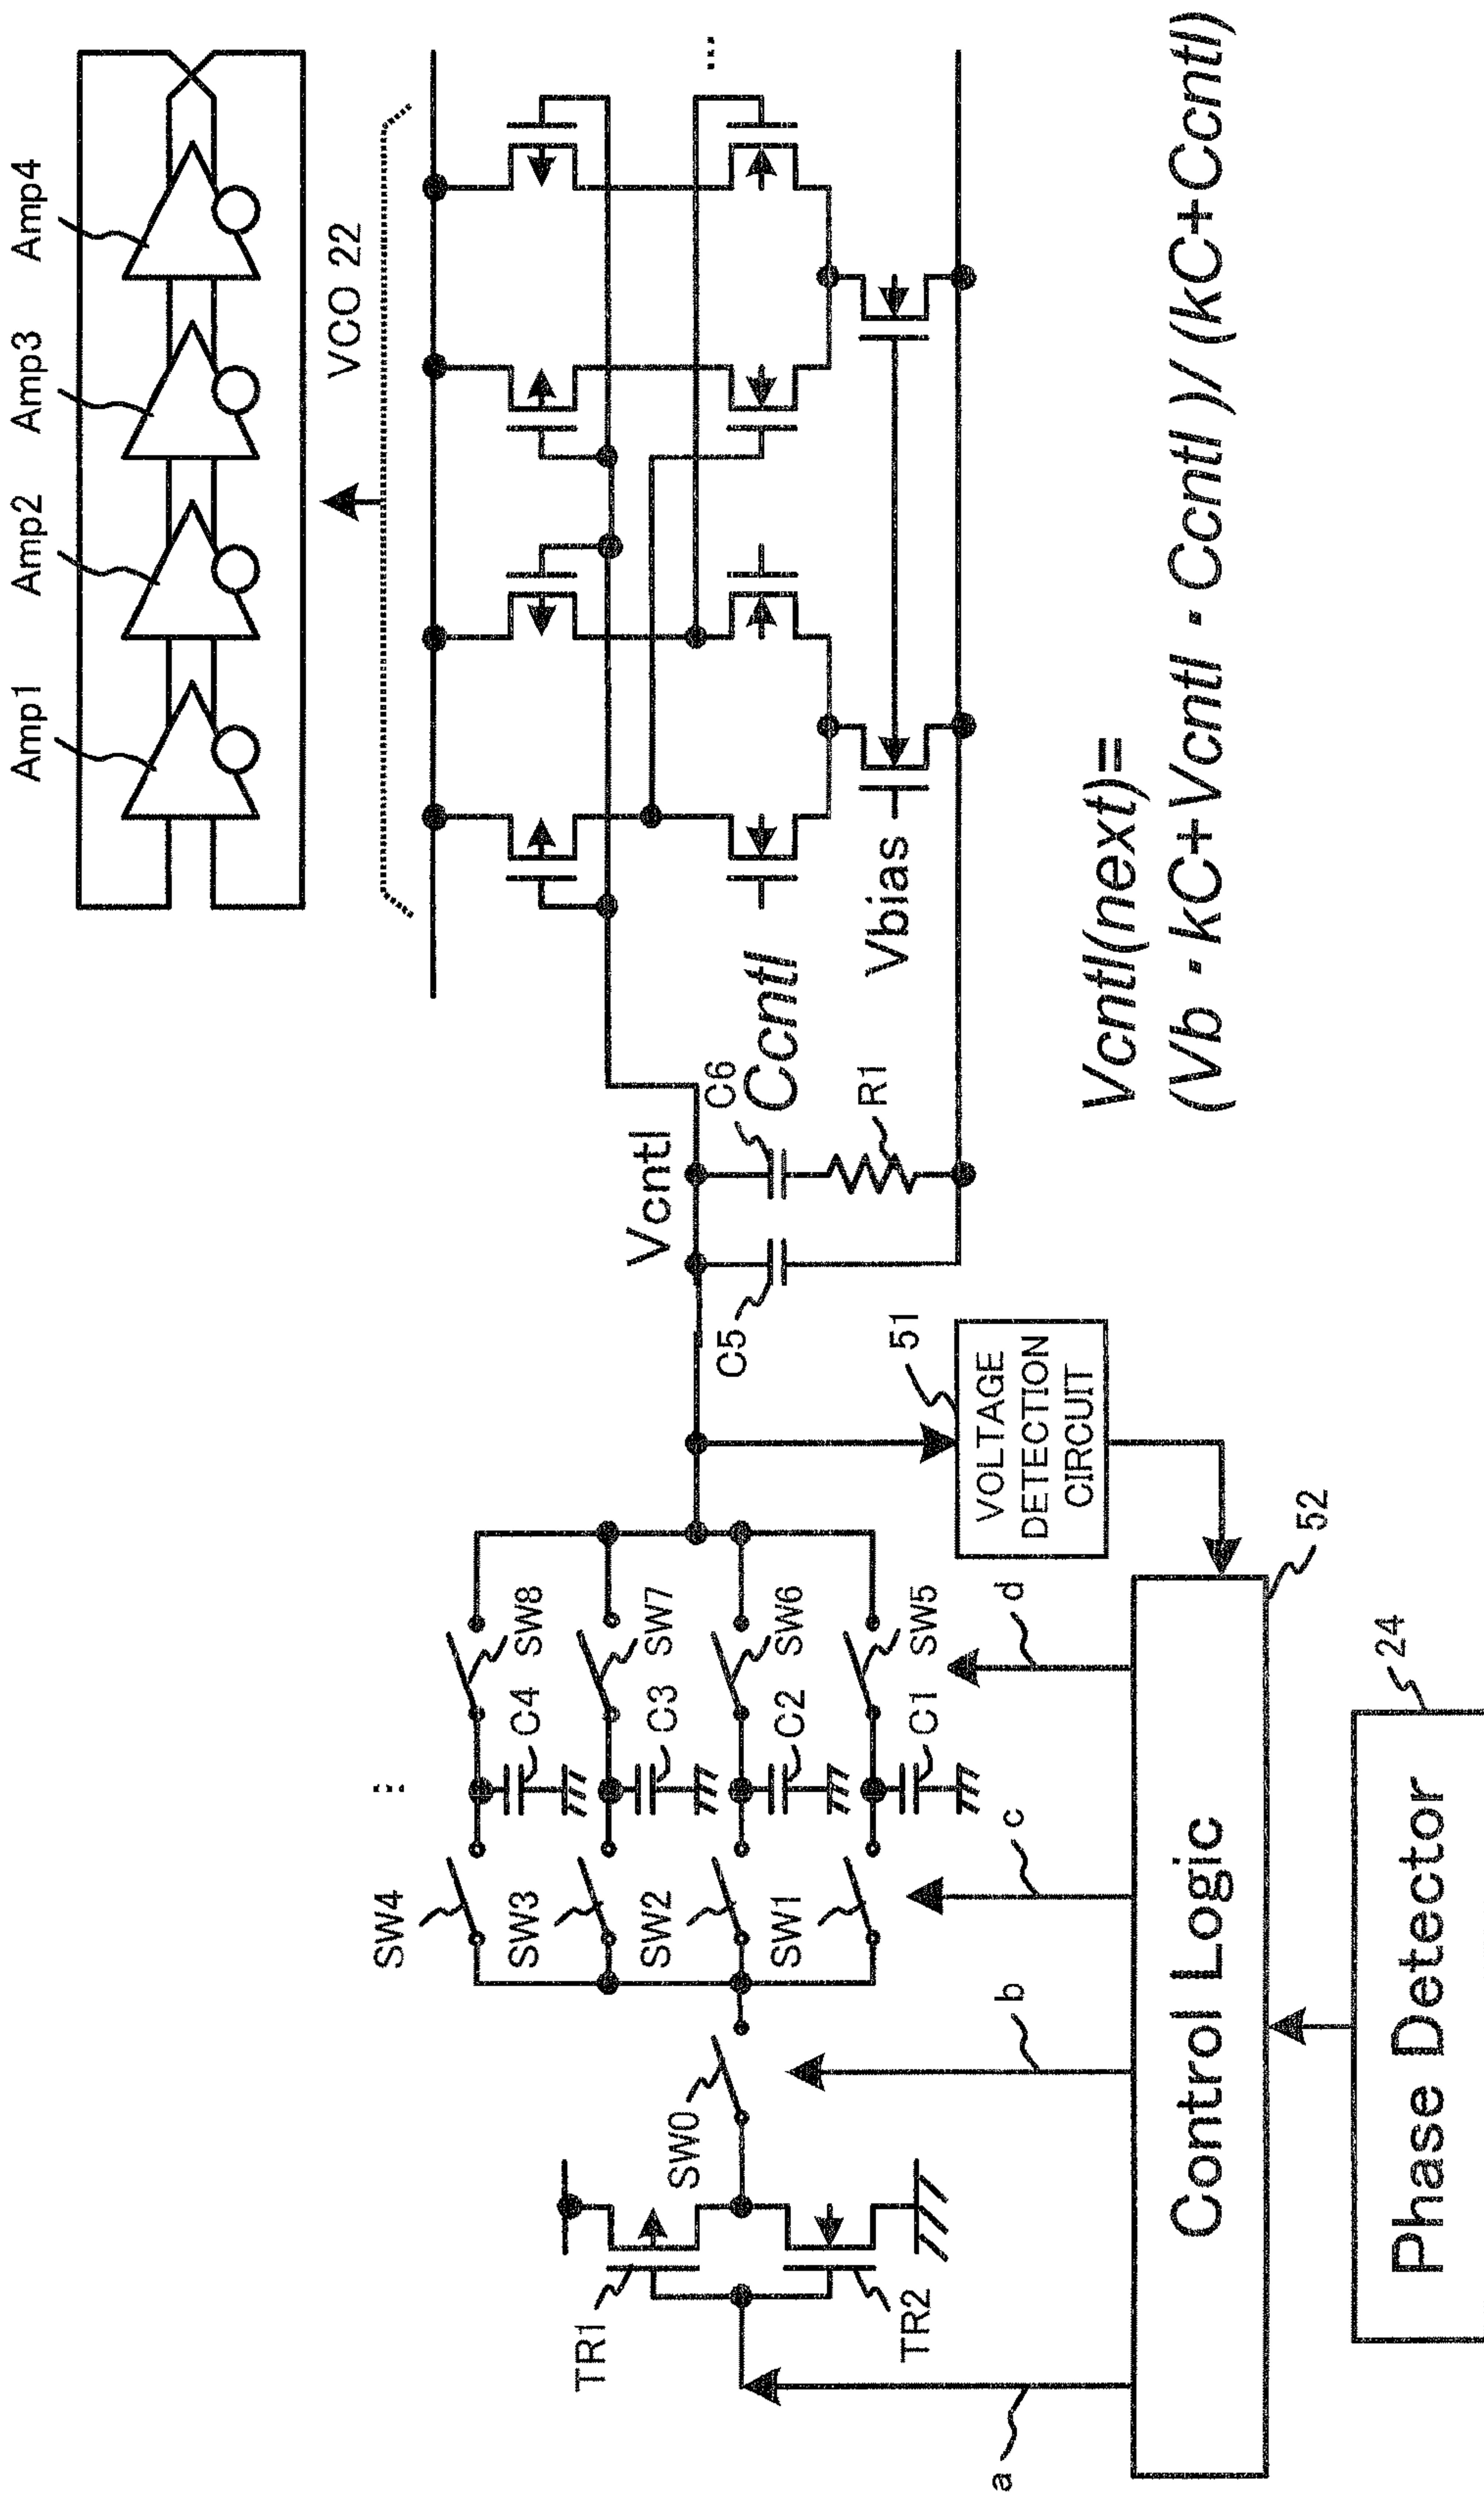 Amp1
Amp2
Amp3
Amp4
VCO 22
...
SW4
SW8
C4
SW3
SW7
C3
SW2
SW6
C2
SW1
SW5
C1
...
TR1
TR2
SW0
Vcntl
C5
C6
Ccntl
R1
Vbias
VOLTAGE
DETECTION
CIRCUIT
51
a
b
c
d
Control Logic
52
Phase Detector
24
Vcntl(next)=
(Vb · kC+Vcntl · Ccntl )/ (kC+Ccntl)